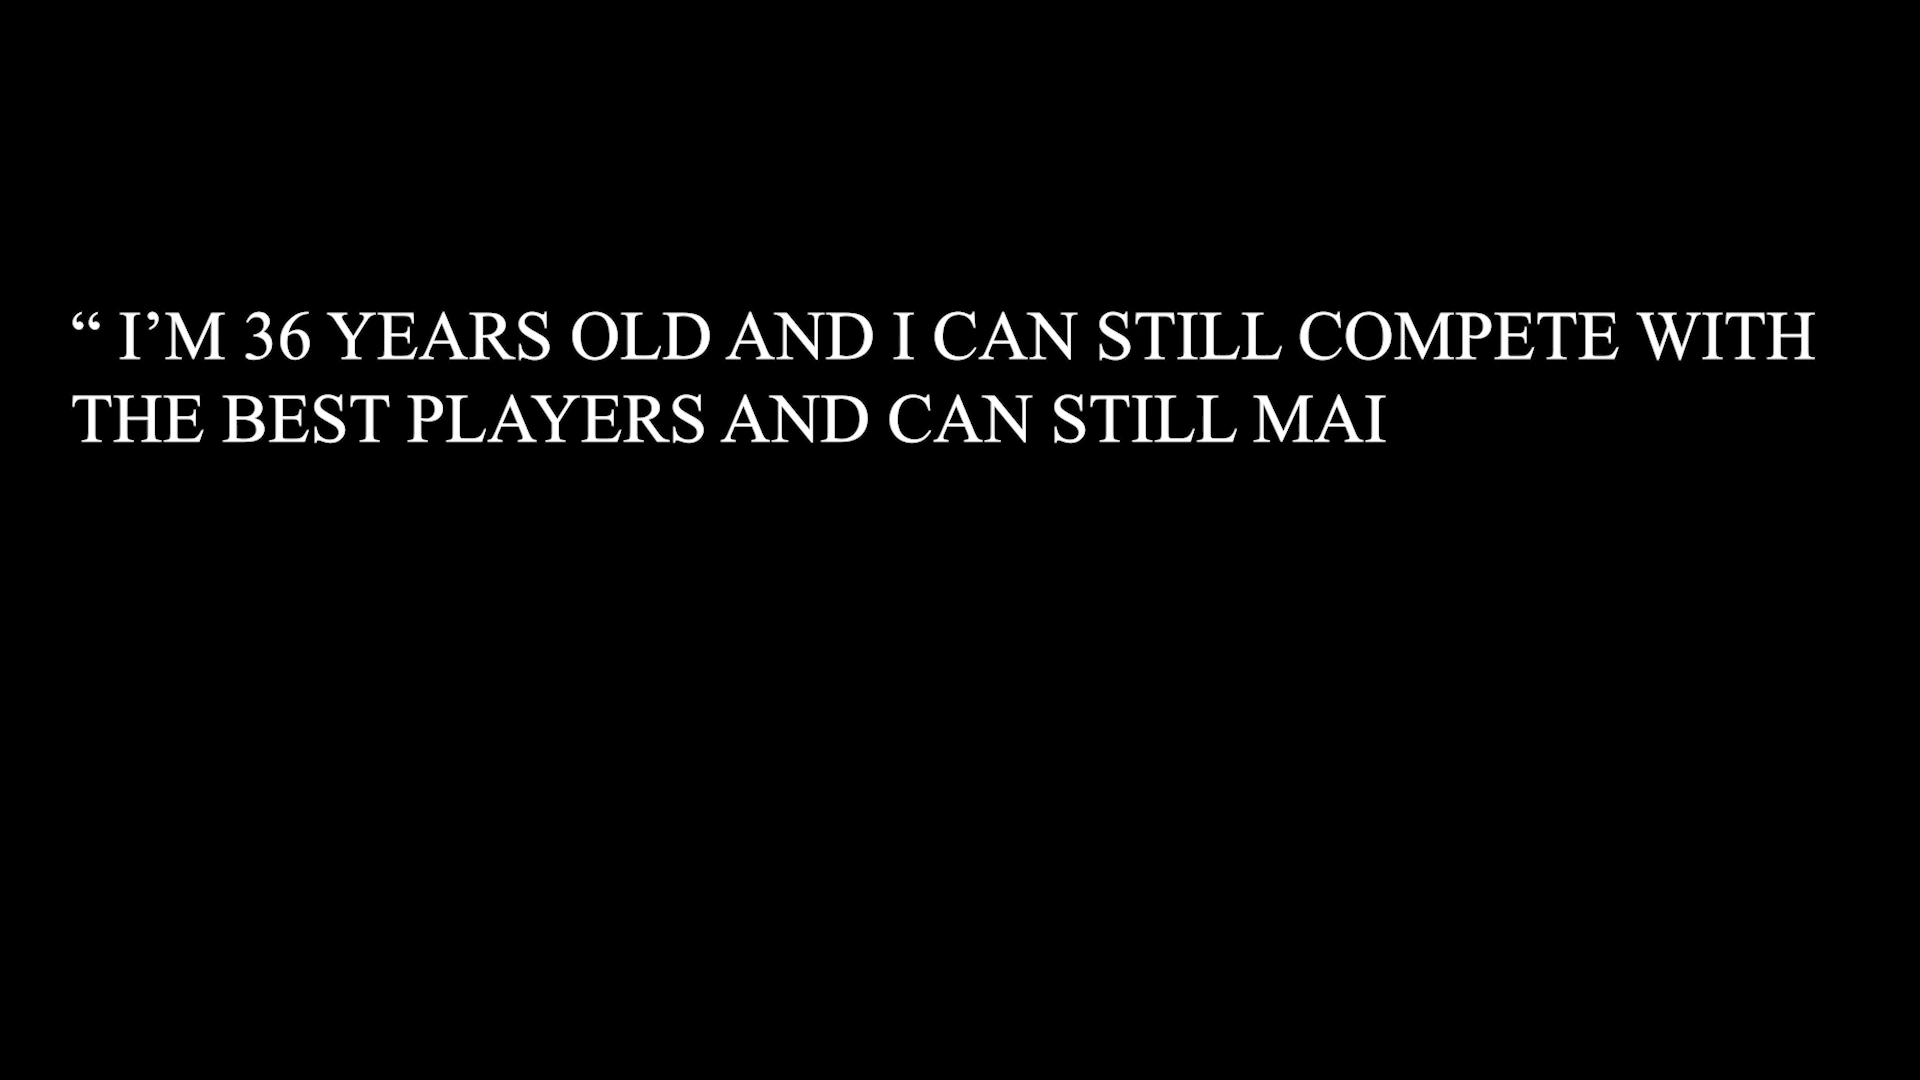 “ I’M 36 YEARS OLD AND I CAN STILL COMPETE WITH
THE BEST PLAYERS AND CAN STILL MAI